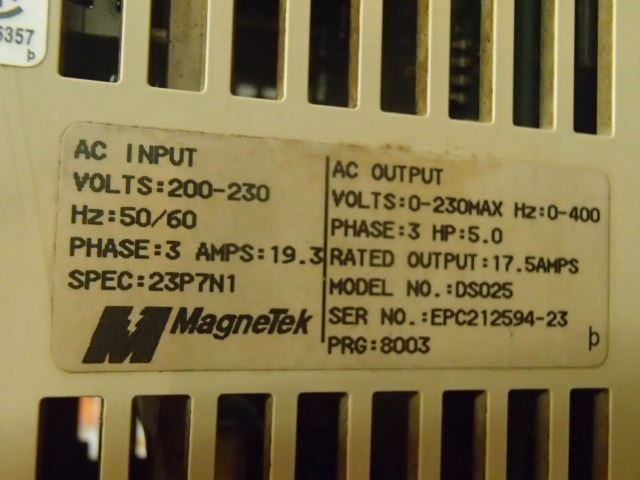 6357
þ
AC INPUT
VOLTS:200-230
Hz:50/60
PHASE:3 AMPS:19.3
SPEC:23P7N1
MagneTek
AC OUTPUT
VOLTS:0-230MAX Hz:0-400
PHASE:3 HP:5.0
RATED OUTPUT:17.5AMPS
MODEL NO.:DS025
SER NO.:EPC212594-23
PRG:8003
þ